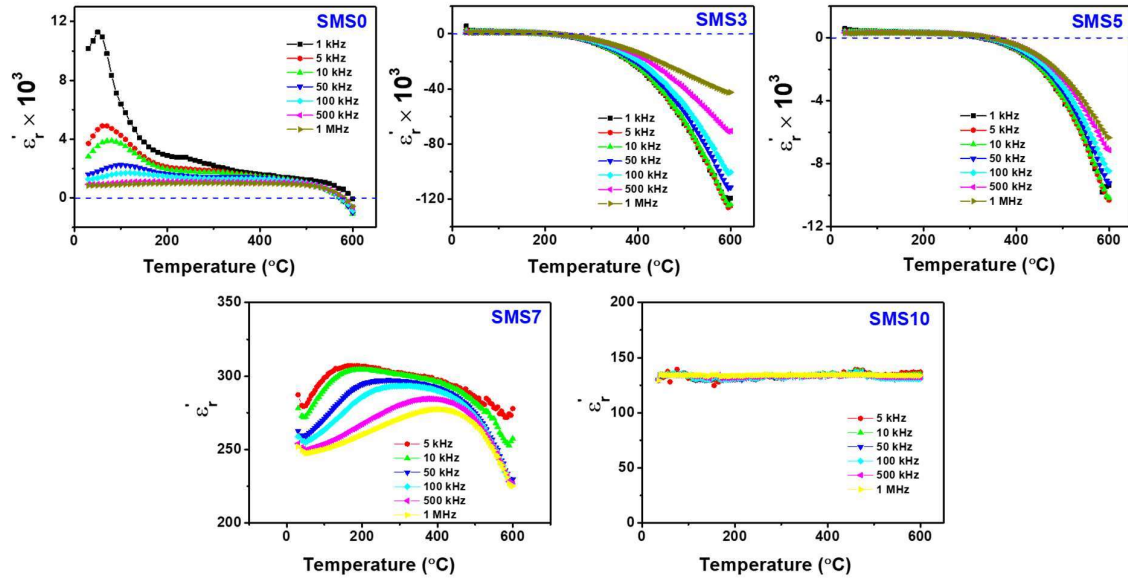 SMS0
12
8
4
0
ε'r × 10³
1 kHz
5 kHz
10 kHz
50 kHz
100 kHz
500 kHz
1 MHz
0 200 400 600
Temperature (°C)
SMS3
0
-40
-80
-120
ε'r × 10³
1 kHz
5 kHz
10 kHz
50 kHz
100 kHz
500 kHz
1 MHz
0 200 400 600
Temperature (°C)
SMS5
0
-4
-8
-12
ε'r × 10³
1 kHz
5 kHz
10 kHz
50 kHz
100 kHz
500 kHz
1 MHz
0 200 400 600
Temperature (°C)
SMS7
350
300
250
200
ε'r
5 kHz
10 kHz
50 kHz
100 kHz
500 kHz
1 MHz
0 200 400 600
Temperature (°C)
SMS10
200
150
100
50
0
ε'r
5 kHz
10 kHz
50 kHz
100 kHz
500 kHz
1 MHz
0 200 400 600
Temperature (°C)